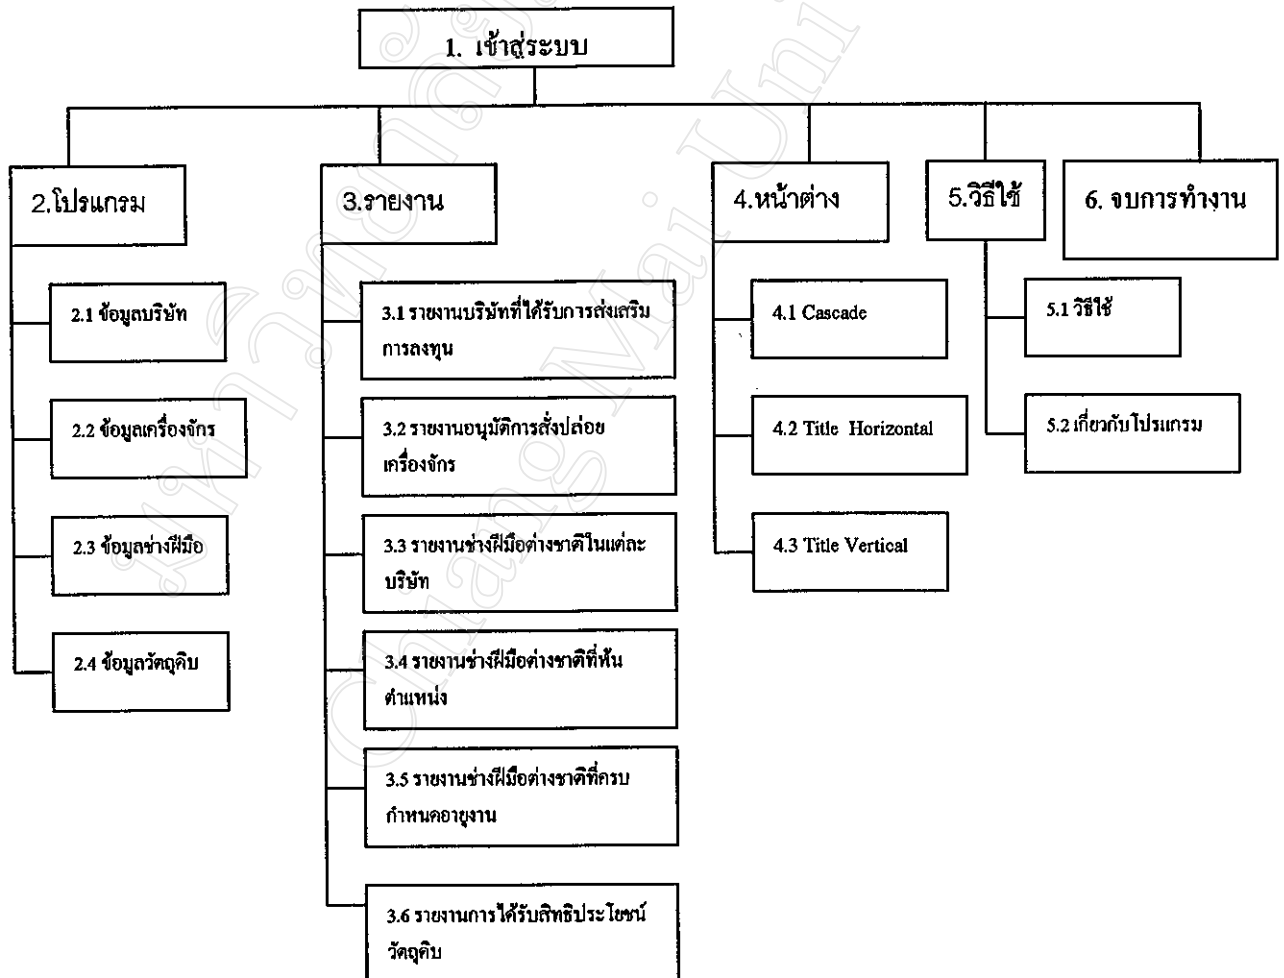 1. เข้าสู่ระบบ
2.โปรแกรม
3.รายงาน
4.หน้าต่าง
5.วิธีใช้
6. จบการทำงาน
2.1 ข้อมูลบริษัท
2.2 ข้อมูลเครื่องจักร
2.3 ข้อมูลช่างฝีมือ
2.4 ข้อมูลวัตถุดิบ
3.1 รายงานบริษัทที่ได้รับการส่งเสริม
การลงทุน
3.2 รายงานอนุมัติการสั่งปล่อย
เครื่องจักร
3.3 รายงานช่างฝีมือต่างชาติในแต่ละ
บริษัท
3.4 รายงานช่างฝีมือต่างชาติที่พ้น
ตำแหน่ง
3.5 รายงานช่างฝีมือต่างชาติที่ครบ
กำหนดอายุงาน
3.6 รายงานการได้รับสิทธิประโยชน์
วัตถุดิบ
4.1 Cascade
4.2 Title Horizontal
4.3 Title Vertical
5.1 วิธีใช้
5.2 เกี่ยวกับโปรแกรม
Chiang Mai Uni